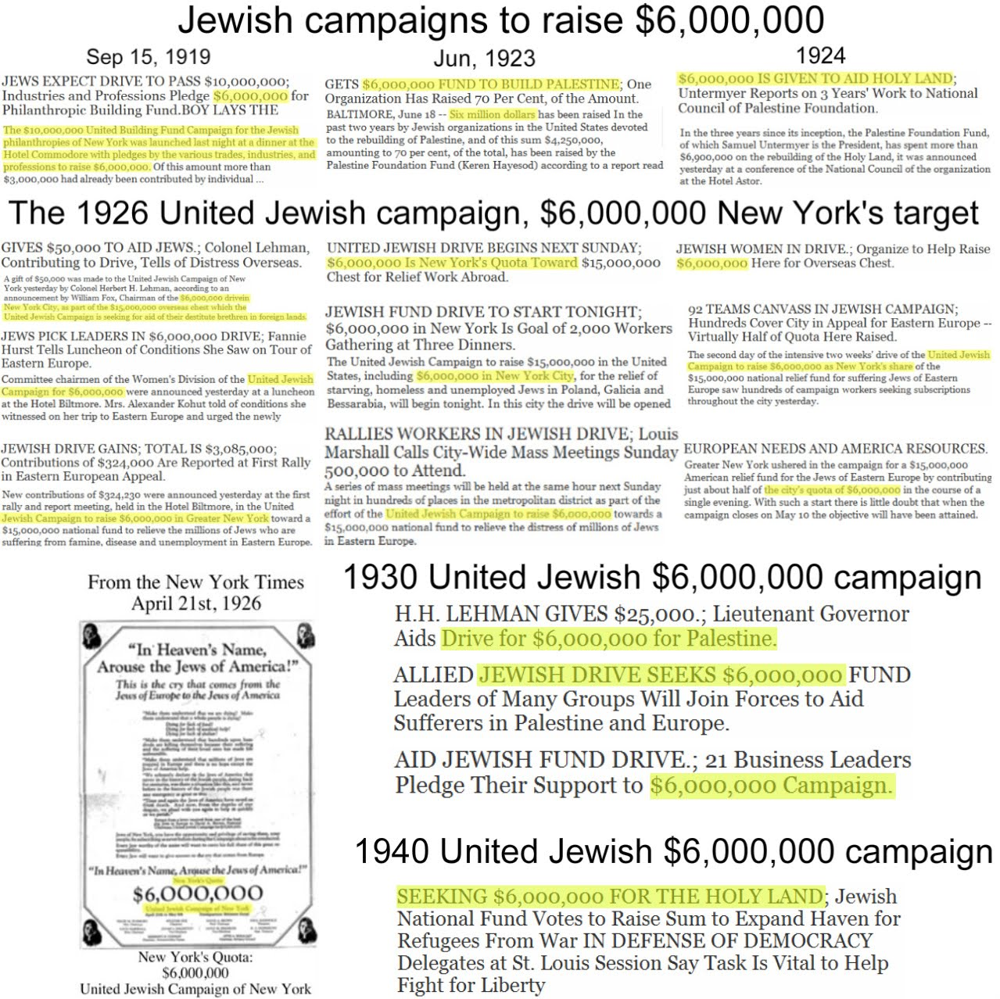 Jewish campaigns to raise $6,000,000
Sep 15, 1919
JEWS EXPECT DRIVE TO PASS $10,000,000;
Industries and Professions Pledge $6,000,000 for
Philanthropic Building Fund.BOY LAYS THE
The $10,000,000 United Building Fund Campaign for the Jewish
philanthropies of New York was launched last night at a dinner at the
Hotel Commodore with pledges by the various trades, industries, and
professions to raise $6,000,000. Of this amount more than
$3,000,000 had already been contributed by individual ...
Jun, 1923
GETS $6,000,000 FUND TO BUILD PALESTINE; One
Organization Has Raised 70 Per Cent, of the Amount.
BALTIMORE, June 18 -- Six million dollars has been raised In the
past two years by Jewish organizations in the United States devoted
to the rebuilding of Palestine, and of this sum $4,250,000,
amounting to 70 per cent, of the total, has been raised by the
Palestine Foundation Fund (Keren Hayesod) according to a report read
1924
$6,000,000 IS GIVEN TO AID HOLY LAND;
Untermyer Reports on 3 Years' Work to National
Council of Palestine Foundation.
In the three years since its inception, the Palestine Foundation Fund,
of which Samuel Untermyer is the President, has spent more than
$6,900,000 on the rebuilding of the Holy Land, it was announced
yesterday at a conference of the National Council of the organization
at the Hotel Astor.
The 1926 United Jewish campaign, $6,000,000 New York's target
GIVES $50,000 TO AID JEWS.; Colonel Lehman,
Contributing to Drive, Tells of Distress Overseas.
A gift of $50,000 was made to the United Jewish Campaign of New
York yesterday by Colonel Herbert H. Lehman, according to an
announcement by William Fox, Chairman of the $6,000,000 drivein
New York City, as part of the $15,000,000 overseas chest which the
United Jewish Campaign is seeking for aid of their destitute brethren in foreign lands.
JEWS PICK LEADERS IN $6,000,000 DRIVE; Fannie
Hurst Tells Luncheon of Conditions She Saw on Tour of
Eastern Europe.
Committee chairmen of the Women's Division of the United Jewish
Campaign for $6,000,000 were announced yesterday at a luncheon
at the Hotel Biltmore. Mrs. Alexander Kohut told of conditions she
witnessed on her trip to Eastern Europe and urged the newly
JEWISH DRIVE GAINS; TOTAL IS $3,085,000;
Contributions of $324,000 Are Reported at First Rally
in Eastern European Appeal.
New contributions of $324,230 were announced yesterday at the first
rally and report meeting, held in the Hotel Biltmore, in the United
Jewish Campaign to raise $6,000,000 in Greater New York toward a
$15,000,000 national fund to relieve the millions of Jews who are
suffering from famine, disease and unemployment in Eastern Europe.
UNITED JEWISH DRIVE BEGINS NEXT SUNDAY;
$6,000,000 Is New York's Quota Toward $15,000,000
Chest for Relief Work Abroad.
JEWISH FUND DRIVE TO START TONIGHT;
$6,000,000 in New York Is Goal of 2,000 Workers
Gathering at Three Dinners.
The United Jewish Campaign to raise $15,000,000 in the United
States, including $6,000,000 in New York City, for the relief of
starving, homeless and unemployed Jews in Poland, Galicia and
Bessarabia, will begin tonight. In this city the drive will be opened
RALLIES WORKERS IN JEWISH DRIVE; Louis
Marshall Calls City-Wide Mass Meetings Sunday
500,000 to Attend.
A series of mass meetings will be held at the same hour next Sunday
night in hundreds of places in the metropolitan district as part of the
effort of the United Jewish Campaign to raise $6,000,000 towards a
$15,000,000 national fund to relieve the distress of millions of Jews
in Eastern Europe.
JEWISH WOMEN IN DRIVE.; Organize to Help Raise
$6,000,000 Here for Overseas Chest.
92 TEAMS CANVASS IN JEWISH CAMPAIGN;
Hundreds Cover City in Appeal for Eastern Europe --
Virtually Half of Quota Here Raised.
The second day of the intensive two weeks' drive of the United Jewish
Campaign to raise $6,000,000 as New York's share of the
$15,000,000 national relief fund for suffering Jews of Eastern
Europe saw hundreds of campaign workers seeking subscriptions
throughout the city yesterday.
EUROPEAN NEEDS AND AMERICA RESOURCES.
Greater New York ushered in the campaign for a $15,000,000
American relief fund for the Jews of Eastern Europe by contributing
just about half of the city's quota of $6,000,000 in the course of a
single evening. With such a start there is little doubt that when the
campaign closes on May 10 the objective will have been attained.
From the New York Times
April 21st, 1926
"In Heaven's Name,
Arouse the Jews of America!"
This is the cry that comes from the
Jews of Europe to the Jews of America
"In Heaven's Name, Arouse the Jews of America!"
New York's Quota
$6,000,000
United Jewish Campaign of New York
New York's Quota:
$6,000,000
United Jewish Campaign of New York
1930 United Jewish $6,000,000 campaign
H.H. LEHMAN GIVES $25,000.; Lieutenant Governor
Aids Drive for $6,000,000 for Palestine.
ALLIED JEWISH DRIVE SEEKS $6,000,000 FUND
Leaders of Many Groups Will Join Forces to Aid
Sufferers in Palestine and Europe.
AID JEWISH FUND DRIVE.; 21 Business Leaders
Pledge Their Support to $6,000,000 Campaign.
1940 United Jewish $6,000,000 campaign
SEEKING $6,000,000 FOR THE HOLY LAND; Jewish
National Fund Votes to Raise Sum to Expand Haven for
Refugees From War IN DEFENSE OF DEMOCRACY
Delegates at St. Louis Session Say Task Is Vital to Help
Fight for Liberty